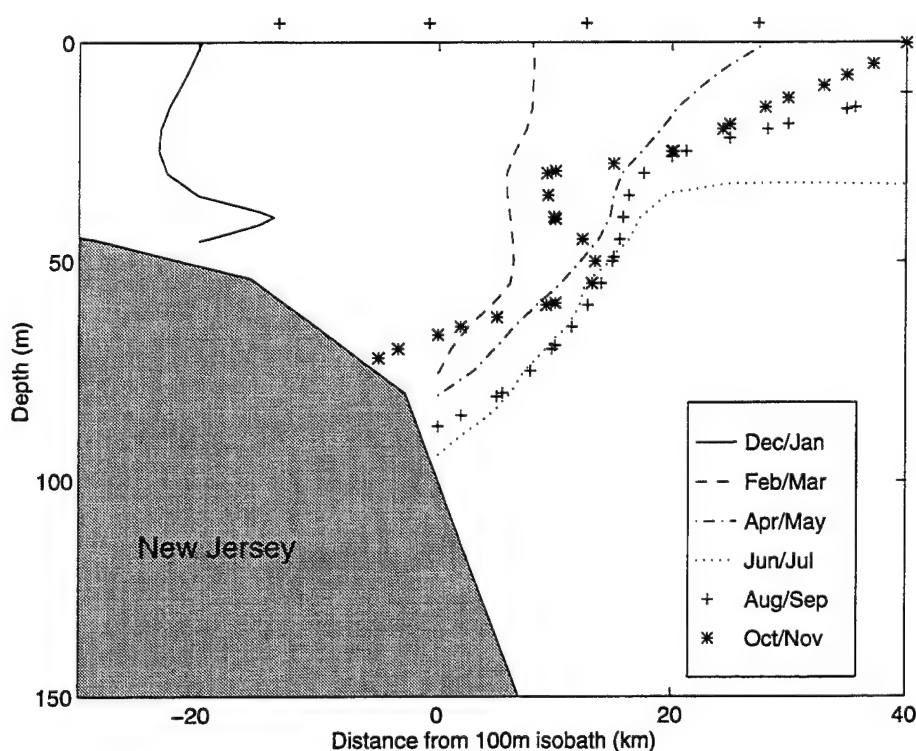 0
50
100
150
Depth (m)
New Jersey
Dec/Jan
Feb/Mar
Apr/May
Jun/Jul
Aug/Sep
Oct/Nov
−20
0
20
40
Distance from 100m isobath (km)